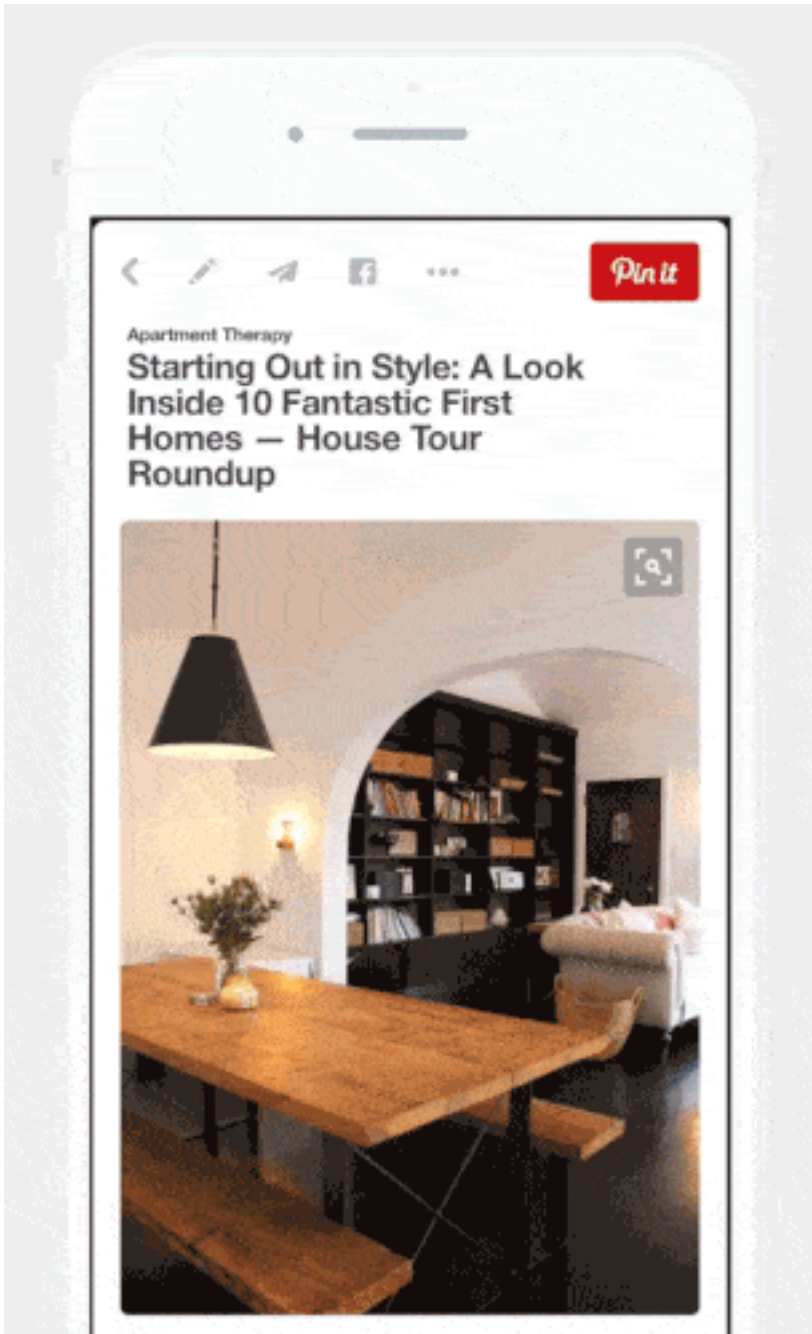 Pin it
Apartment Therapy
Starting Out in Style: A Look
Inside 10 Fantastic First
Homes — House Tour
Roundup